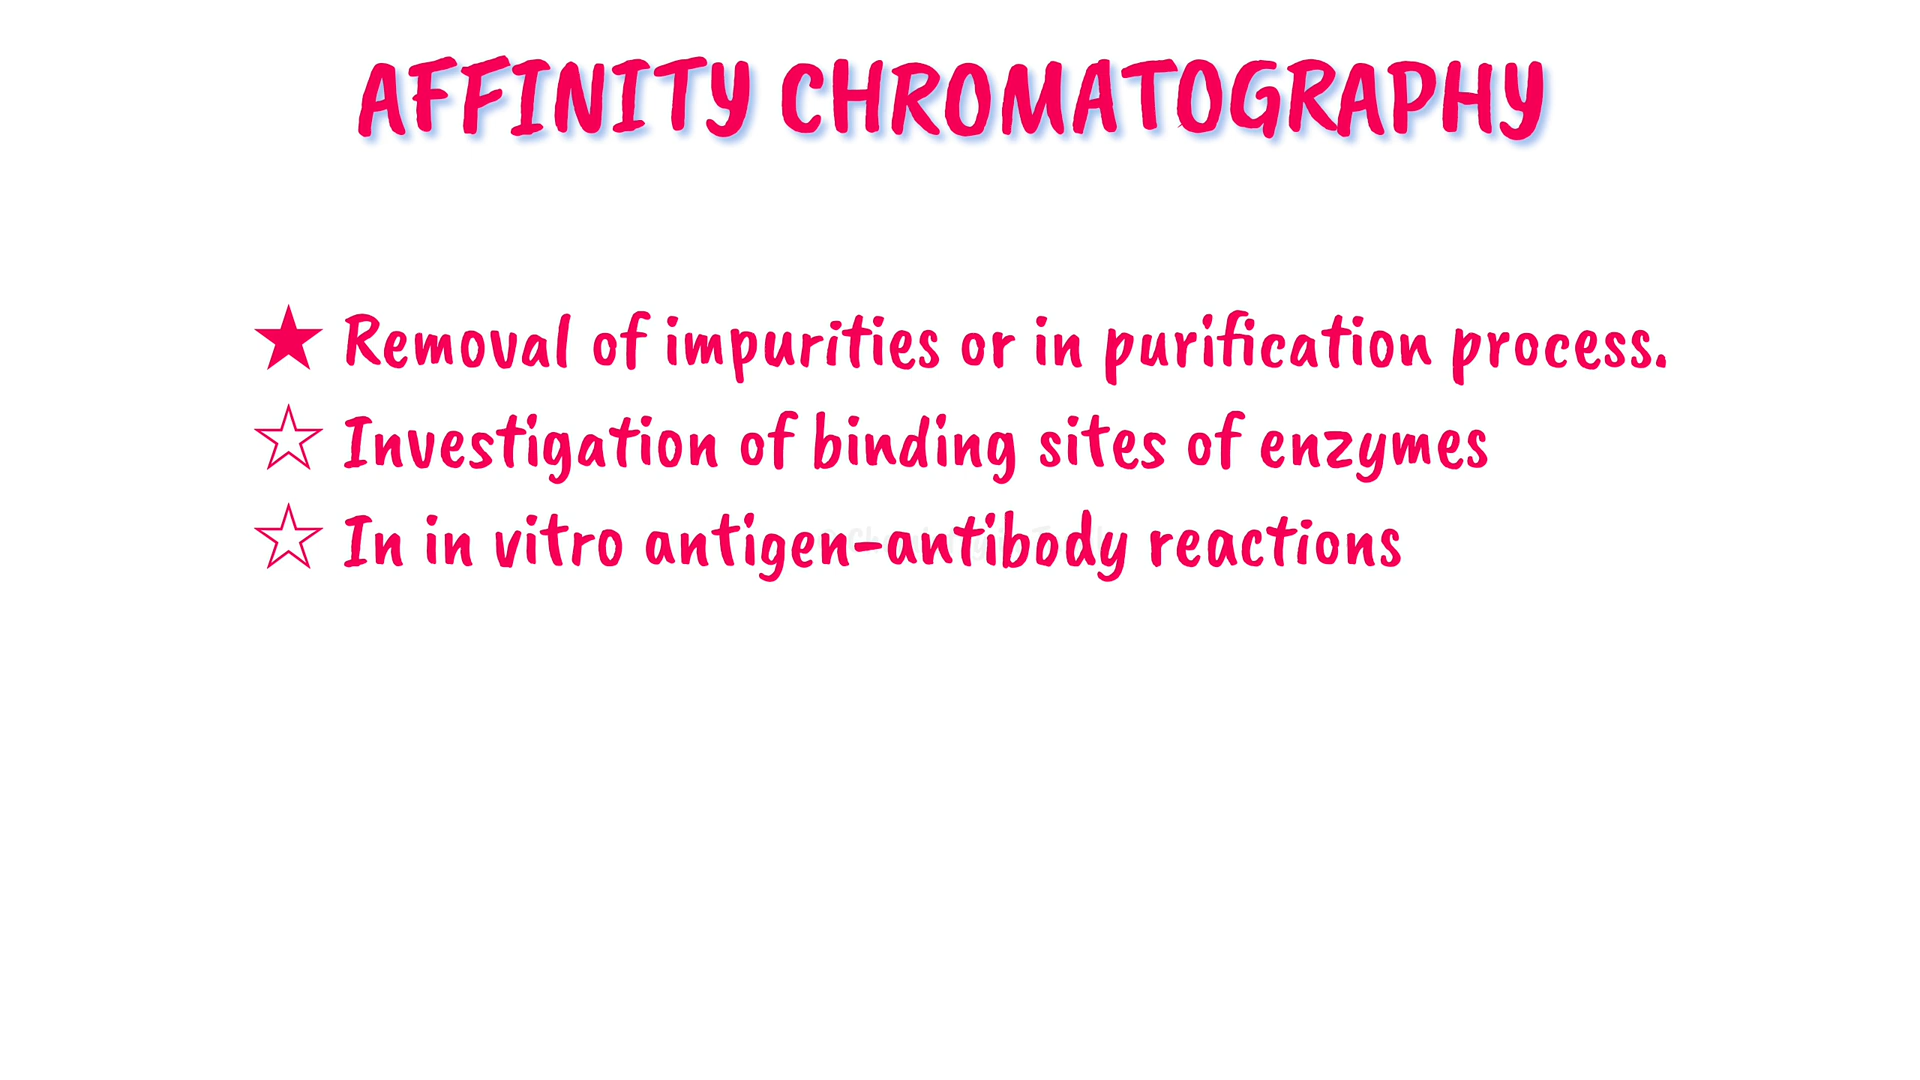 AFFINITY CHROMATOGRAPHY
★ Removal of impurities or in purification process.
☆ Investigation of binding sites of enzymes
☆ In in vitro antigen-antibody reactions